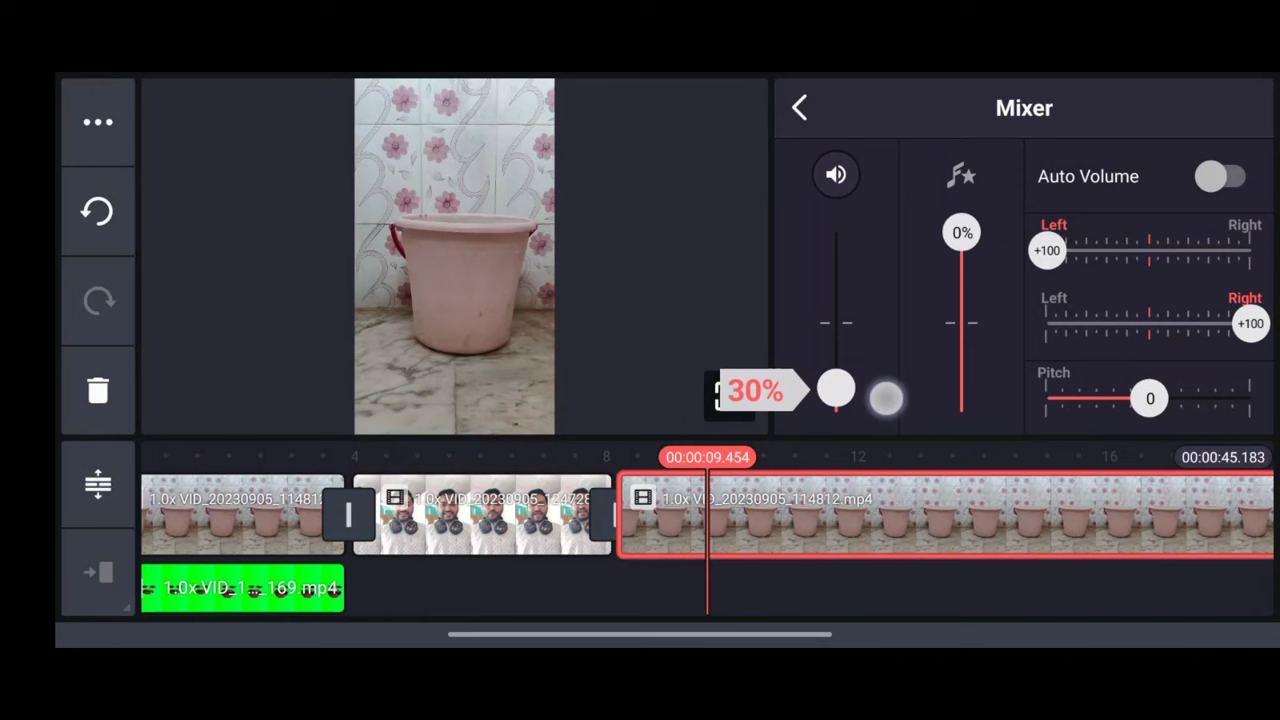 Mixer
Auto Volume
0%
Left Right
+100
Left Right
+100
30%
Pitch
0
4 8 00:00:09.454 12 16 00:00:45.183
1.0x VID_20230905_11481
1.0x VID_20230905_124728
1.0x VID_20230905_114812.mp4
1.0x VID_1..._169.mp4